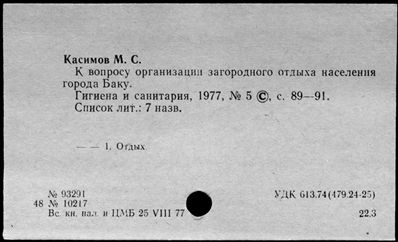 Касимов М. С.
К вопросу организации загородного отдыха населения
города Баку.
Гигиена и санитария, 1977, № 5 ©, с. 89—91.
Список лит.: 7 назв.
— — 1. Отдых
№ 93291
48 № 10217
Вс. кн. пал. и ЦМБ 25 VIII 77
УДК 613.74(479.24-25)
22.3